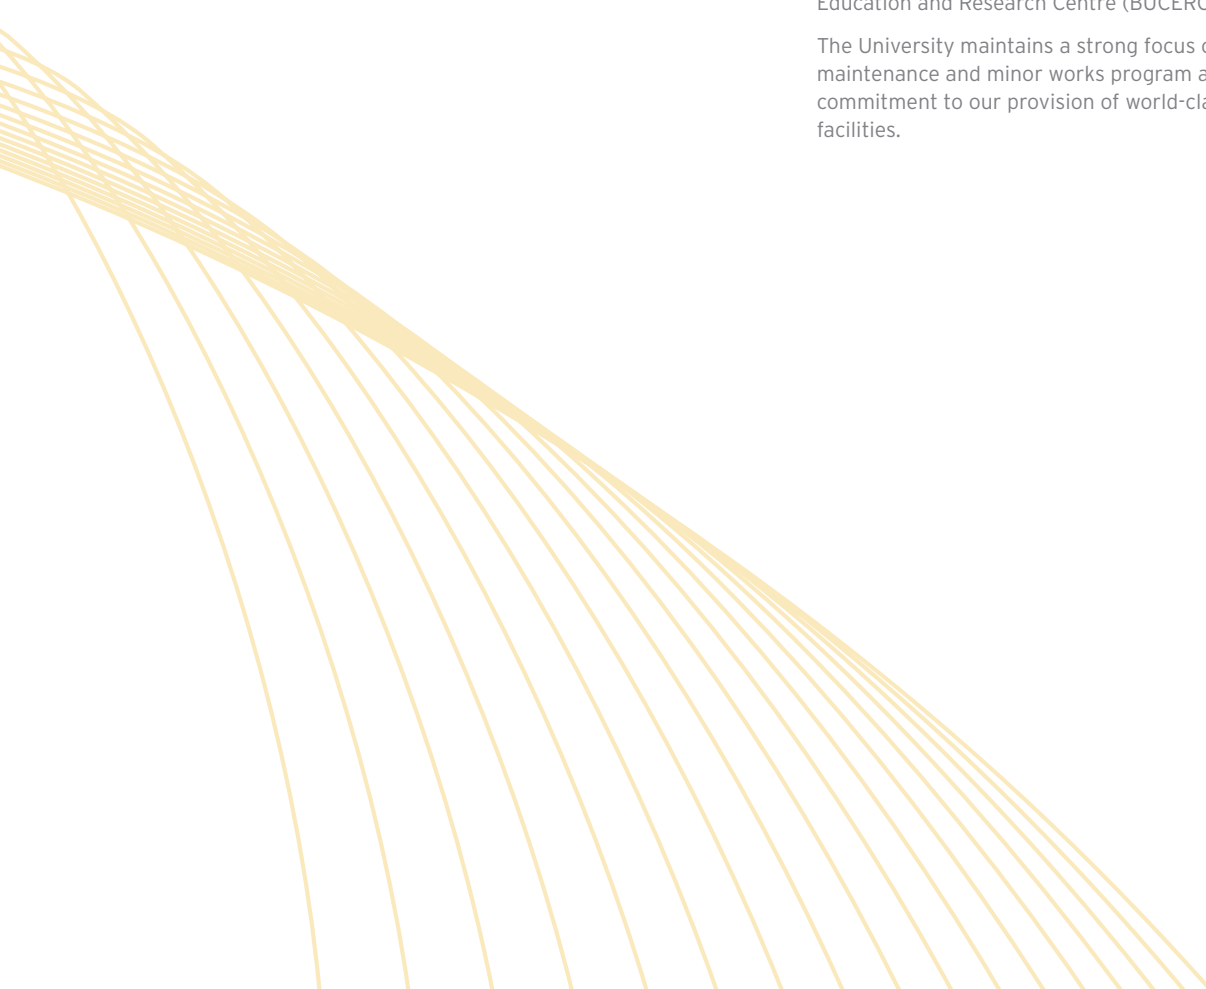 Education and Research Centre (BUCERC
The University maintains a strong focus
maintenance and minor works program
commitment to our provision of
facilities.